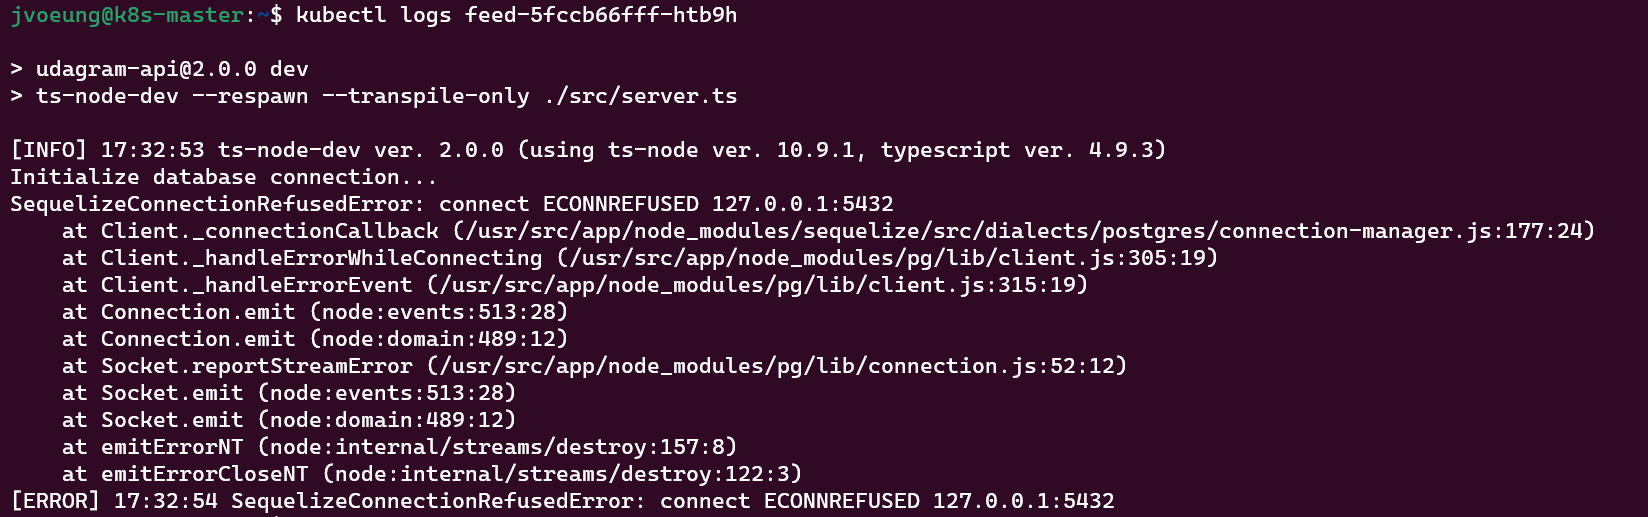 jvoeung@k8s-master:~$ kubectl logs feed-5fccb66fff-htb9h
> udagram-api@2.0.0 dev
> ts-node-dev --respawn --transpile-only ./src/server.ts
[INFO] 17:32:53 ts-node-dev ver. 2.0.0 (using ts-node ver. 10.9.1, typescript ver. 4.9.3)
Initialize database connection...
SequelizeConnectionRefusedError: connect ECONNREFUSED 127.0.0.1:5432
    at Client._connectionCallback (/usr/src/app/node_modules/sequelize/src/dialects/postgres/connection-manager.js:177:24)
    at Client._handleErrorWhileConnecting (/usr/src/app/node_modules/pg/lib/client.js:305:19)
    at Client._handleErrorEvent (/usr/src/app/node_modules/pg/lib/client.js:315:19)
    at Connection.emit (node:events:513:28)
    at Connection.emit (node:domain:489:12)
    at Socket.reportStreamError (/usr/src/app/node_modules/pg/lib/connection.js:52:12)
    at Socket.emit (node:events:513:28)
    at Socket.emit (node:domain:489:12)
    at emitErrorNT (node:internal/streams/destroy:157:8)
    at emitErrorCloseNT (node:internal/streams/destroy:122:3)
[ERROR] 17:32:54 SequelizeConnectionRefusedError: connect ECONNREFUSED 127.0.0.1:5432